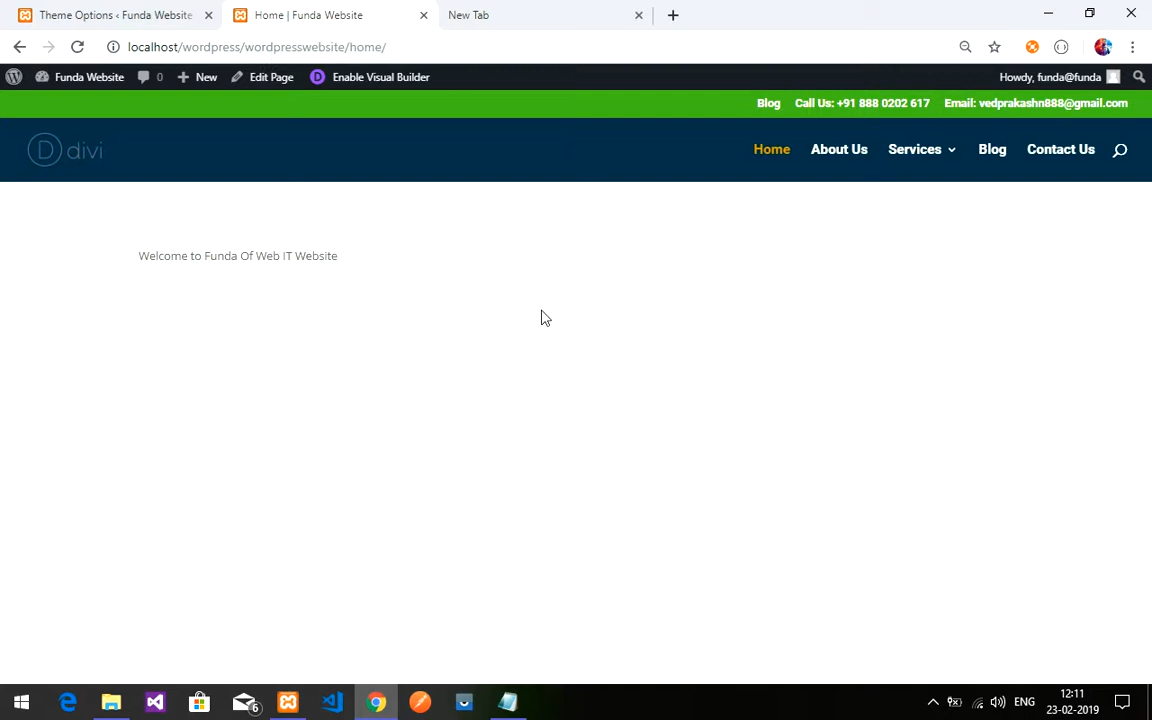 Theme Options ‹ Funda Website
Home | Funda Website
New Tab
localhost/wordpress/wordpresswebsite/home/
Funda Website
0
New
Edit Page
D
Enable Visual Builder
Howdy, funda@funda
Blog
Call Us: +91 888 0202 617
Email: vedprakashn888@gmail.com
D divi
Home
About Us
Services
Blog
Contact Us
Welcome to Funda Of Web IT Website
6
ENG
12:11
23-02-2019